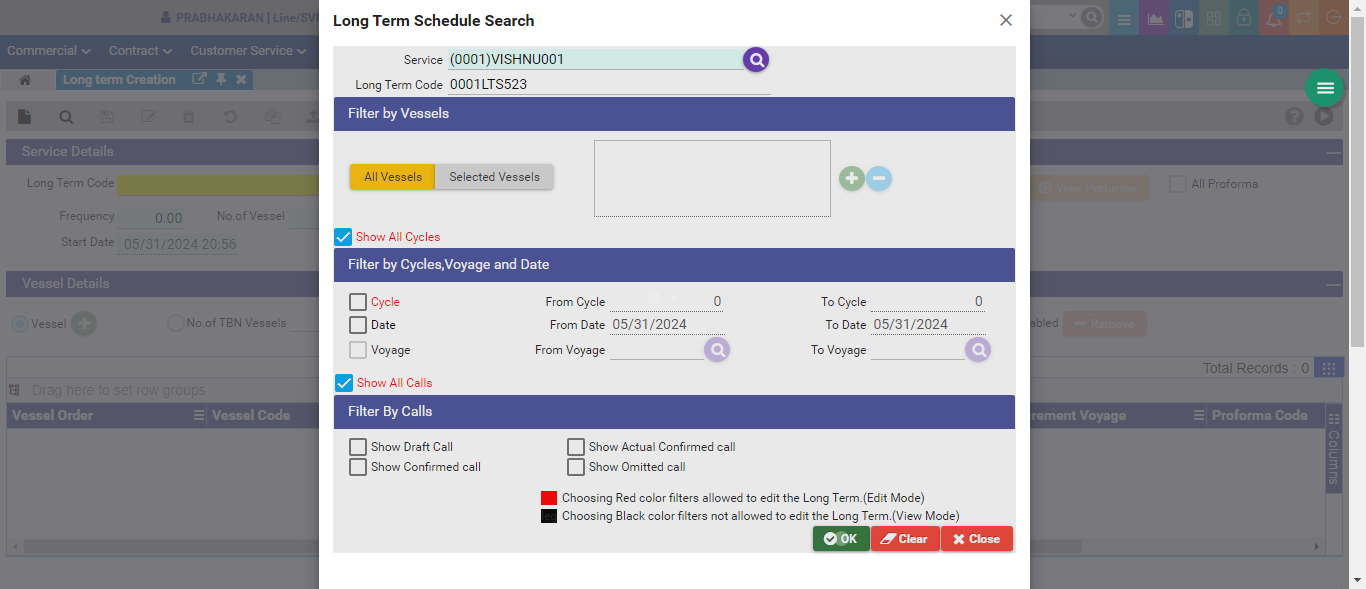 PRABHAKARAN | Line/SVN
Long Term Schedule Search
0
Commercial
Contract
Customer Service
Long term Creation
Service (0001)VISHNU001
Long Term Code 0001LTS523
Filter by Vessels
Service Details
All Vessels
Selected Vessels
Long Term Code
View Proforma
All Proforma
Frequency 0.00
No.of Vessel
Start Date 05/31/2024 20:56
Show All Cycles
Filter by Cycles,Voyage and Date
Vessel Details
Cycle
From Cycle 0
To Cycle 0
Date
From Date 05/31/2024
To Date 05/31/2024
Voyage
From Voyage
To Voyage
Vessel
No.of TBN Vessels
abled
Remove
Total Records : 0
Show All Calls
Drag here to set row groups
Filter By Calls
Vessel Order
Vessel Code
rement Voyage
Proforma Code
Columns
Show Draft Call
Show Actual Confirmed call
Show Confirmed call
Show Omitted call
Choosing Red color filters allowed to edit the Long Term.(Edit Mode)
Choosing Black color filters not allowed to edit the Long Term.(View Mode)
OK
Clear
Close